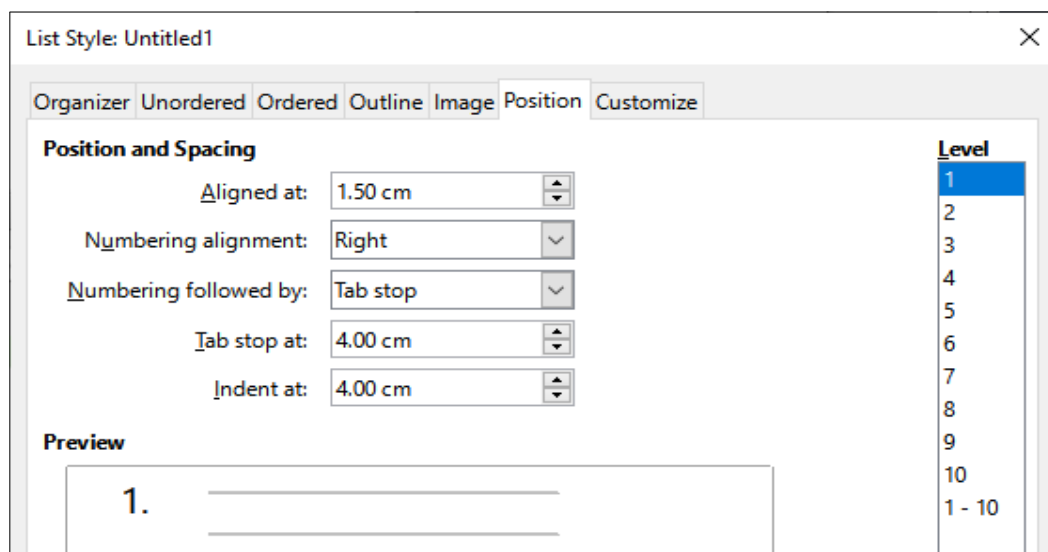 List Style: Untitled1
Organizer Unordered Ordered Outline Image Position Customize
Position and Spacing
Level
Aligned at: 1.50 cm
Numbering alignment: Right
Numbering followed by: Tab stop
Tab stop at: 4.00 cm
Indent at: 4.00 cm
1
2
3
4
5
6
7
8
9
10
1 - 10
Preview
1.